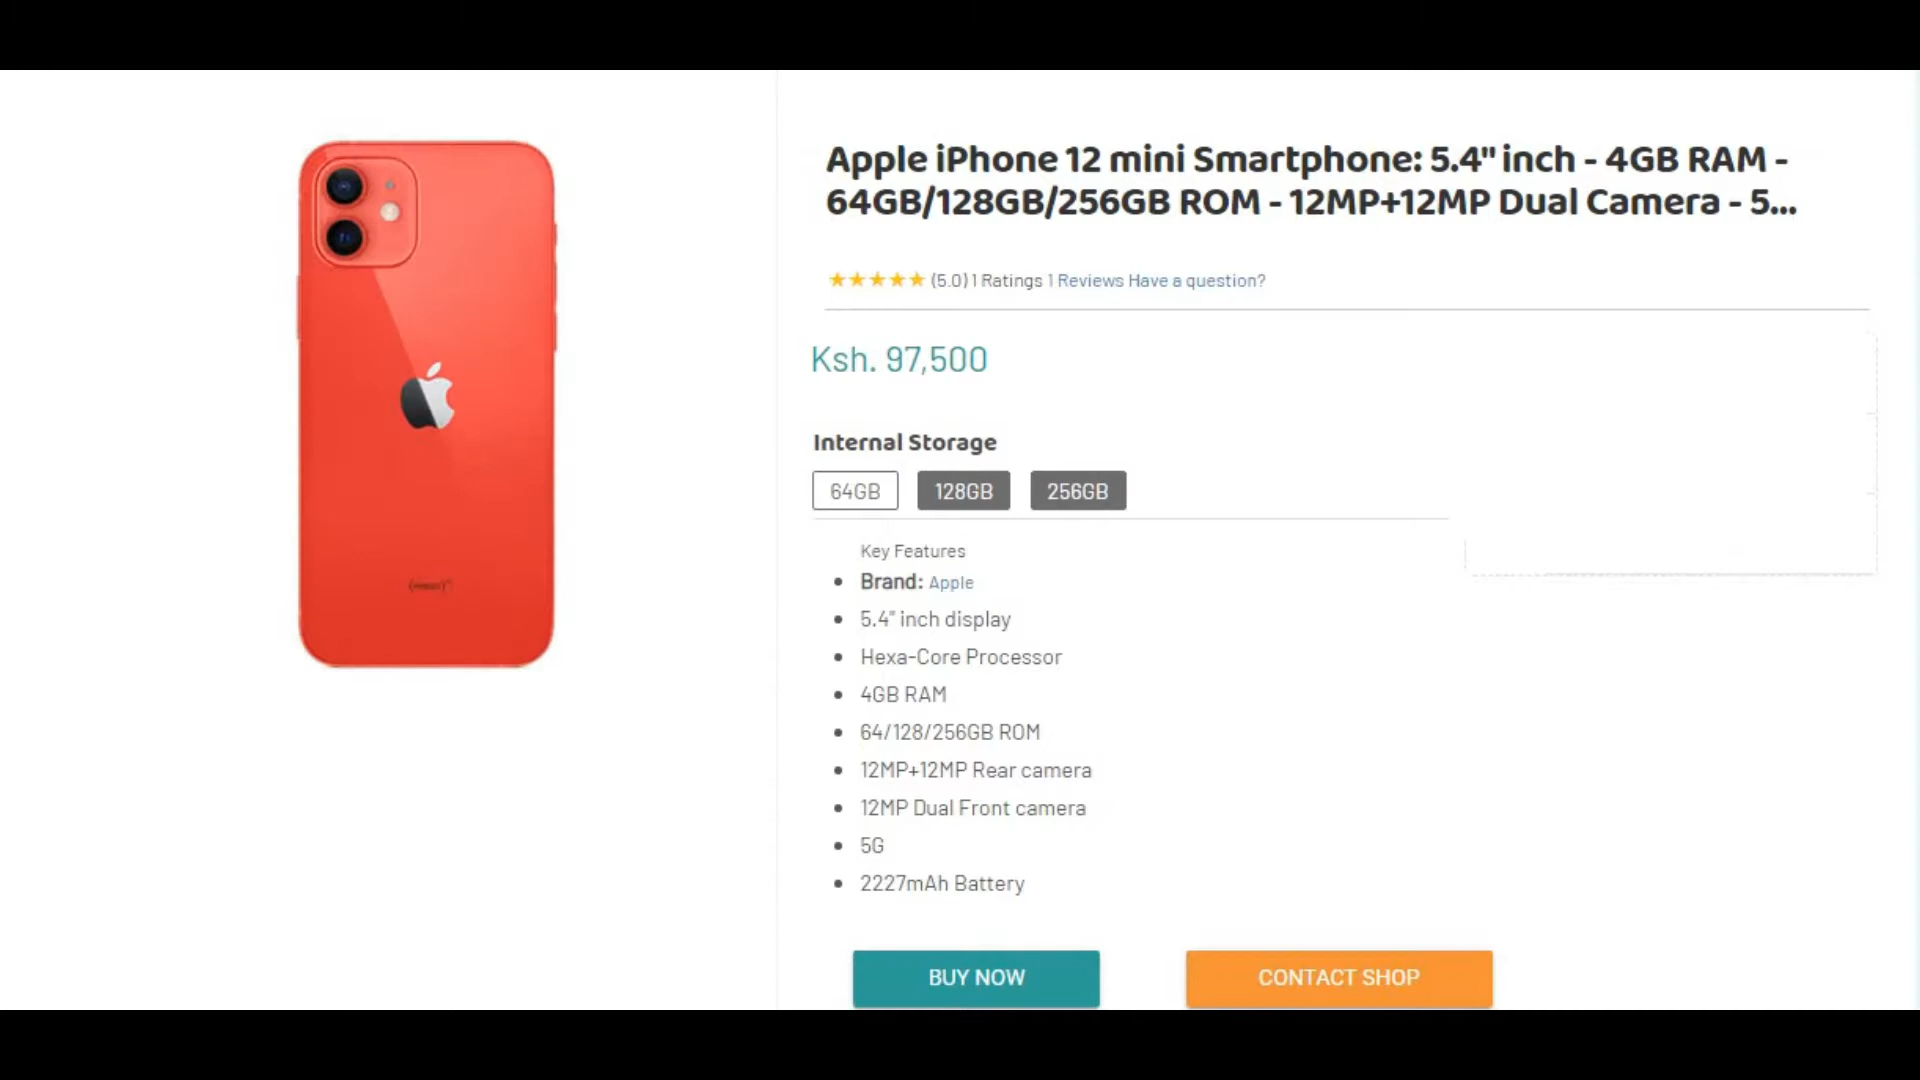 Apple iPhone 12 mini Smartphone: 5.4" inch - 4GB RAM -
64GB/128GB/256GB ROM - 12MP+12MP Dual Camera - 5...
(5.0) 1 Ratings 1 Reviews Have a question?
Ksh. 97,500
Internal Storage
64GB 128GB 256GB
Key Features
Brand: Apple
5.4" inch display
Hexa-Core Processor
4GB RAM
64/128/256GB ROM
12MP+12MP Rear camera
12MP Dual Front camera
5G
2227mAh Battery
BUY NOW CONTACT SHOP